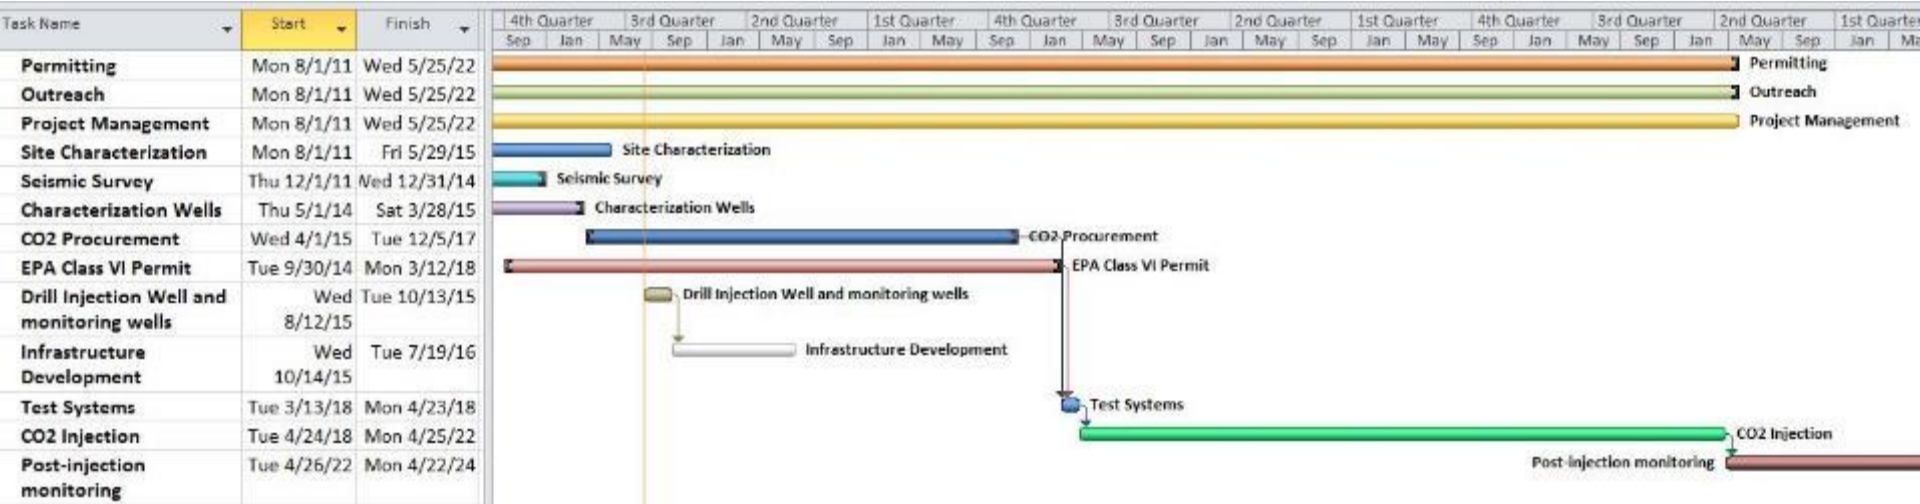 Task Name Start Finish 4th Quarter 3rd Quarter 2nd Quarter 1st Quarter 4th Quarter 3rd Quarter 2nd Quarter 1st Quarter 4th Quarter 3rd Quarter 2nd Quarter 1st Quarter
Sep Jan May Sep Jan May Sep Jan May Sep Jan May Sep Jan May Sep Jan May Sep Jan May Sep Jan May Sep Jan Ma
Permitting Mon 8/1/11 Wed 5/25/22 Permitting
Outreach Mon 8/1/11 Wed 5/25/22 Outreach
Project Management Mon 8/1/11 Wed 5/25/22 Project Management
Site Characterization Mon 8/1/11 Fri 5/29/15 Site Characterization
Seismic Survey Thu 12/1/11 Wed 12/31/14 Seismic Survey
Characterization Wells Thu 5/1/14 Sat 3/28/15 Characterization Wells
CO2 Procurement Wed 4/1/15 Tue 12/5/17 CO2 Procurement
EPA Class VI Permit Tue 9/30/14 Mon 3/12/18 EPA Class VI Permit
Drill Injection Well and Wed Tue 10/13/15 Drill Injection Well and monitoring wells
monitoring wells 8/12/15
Infrastructure Wed Tue 7/19/16 Infrastructure Development
Development 10/14/15
Test Systems Tue 3/13/18 Mon 4/23/18 Test Systems
CO2 Injection Tue 4/24/18 Mon 4/25/22 CO2 Injection
Post-injection Tue 4/26/22 Mon 4/22/24 Post-injection monitoring
monitoring